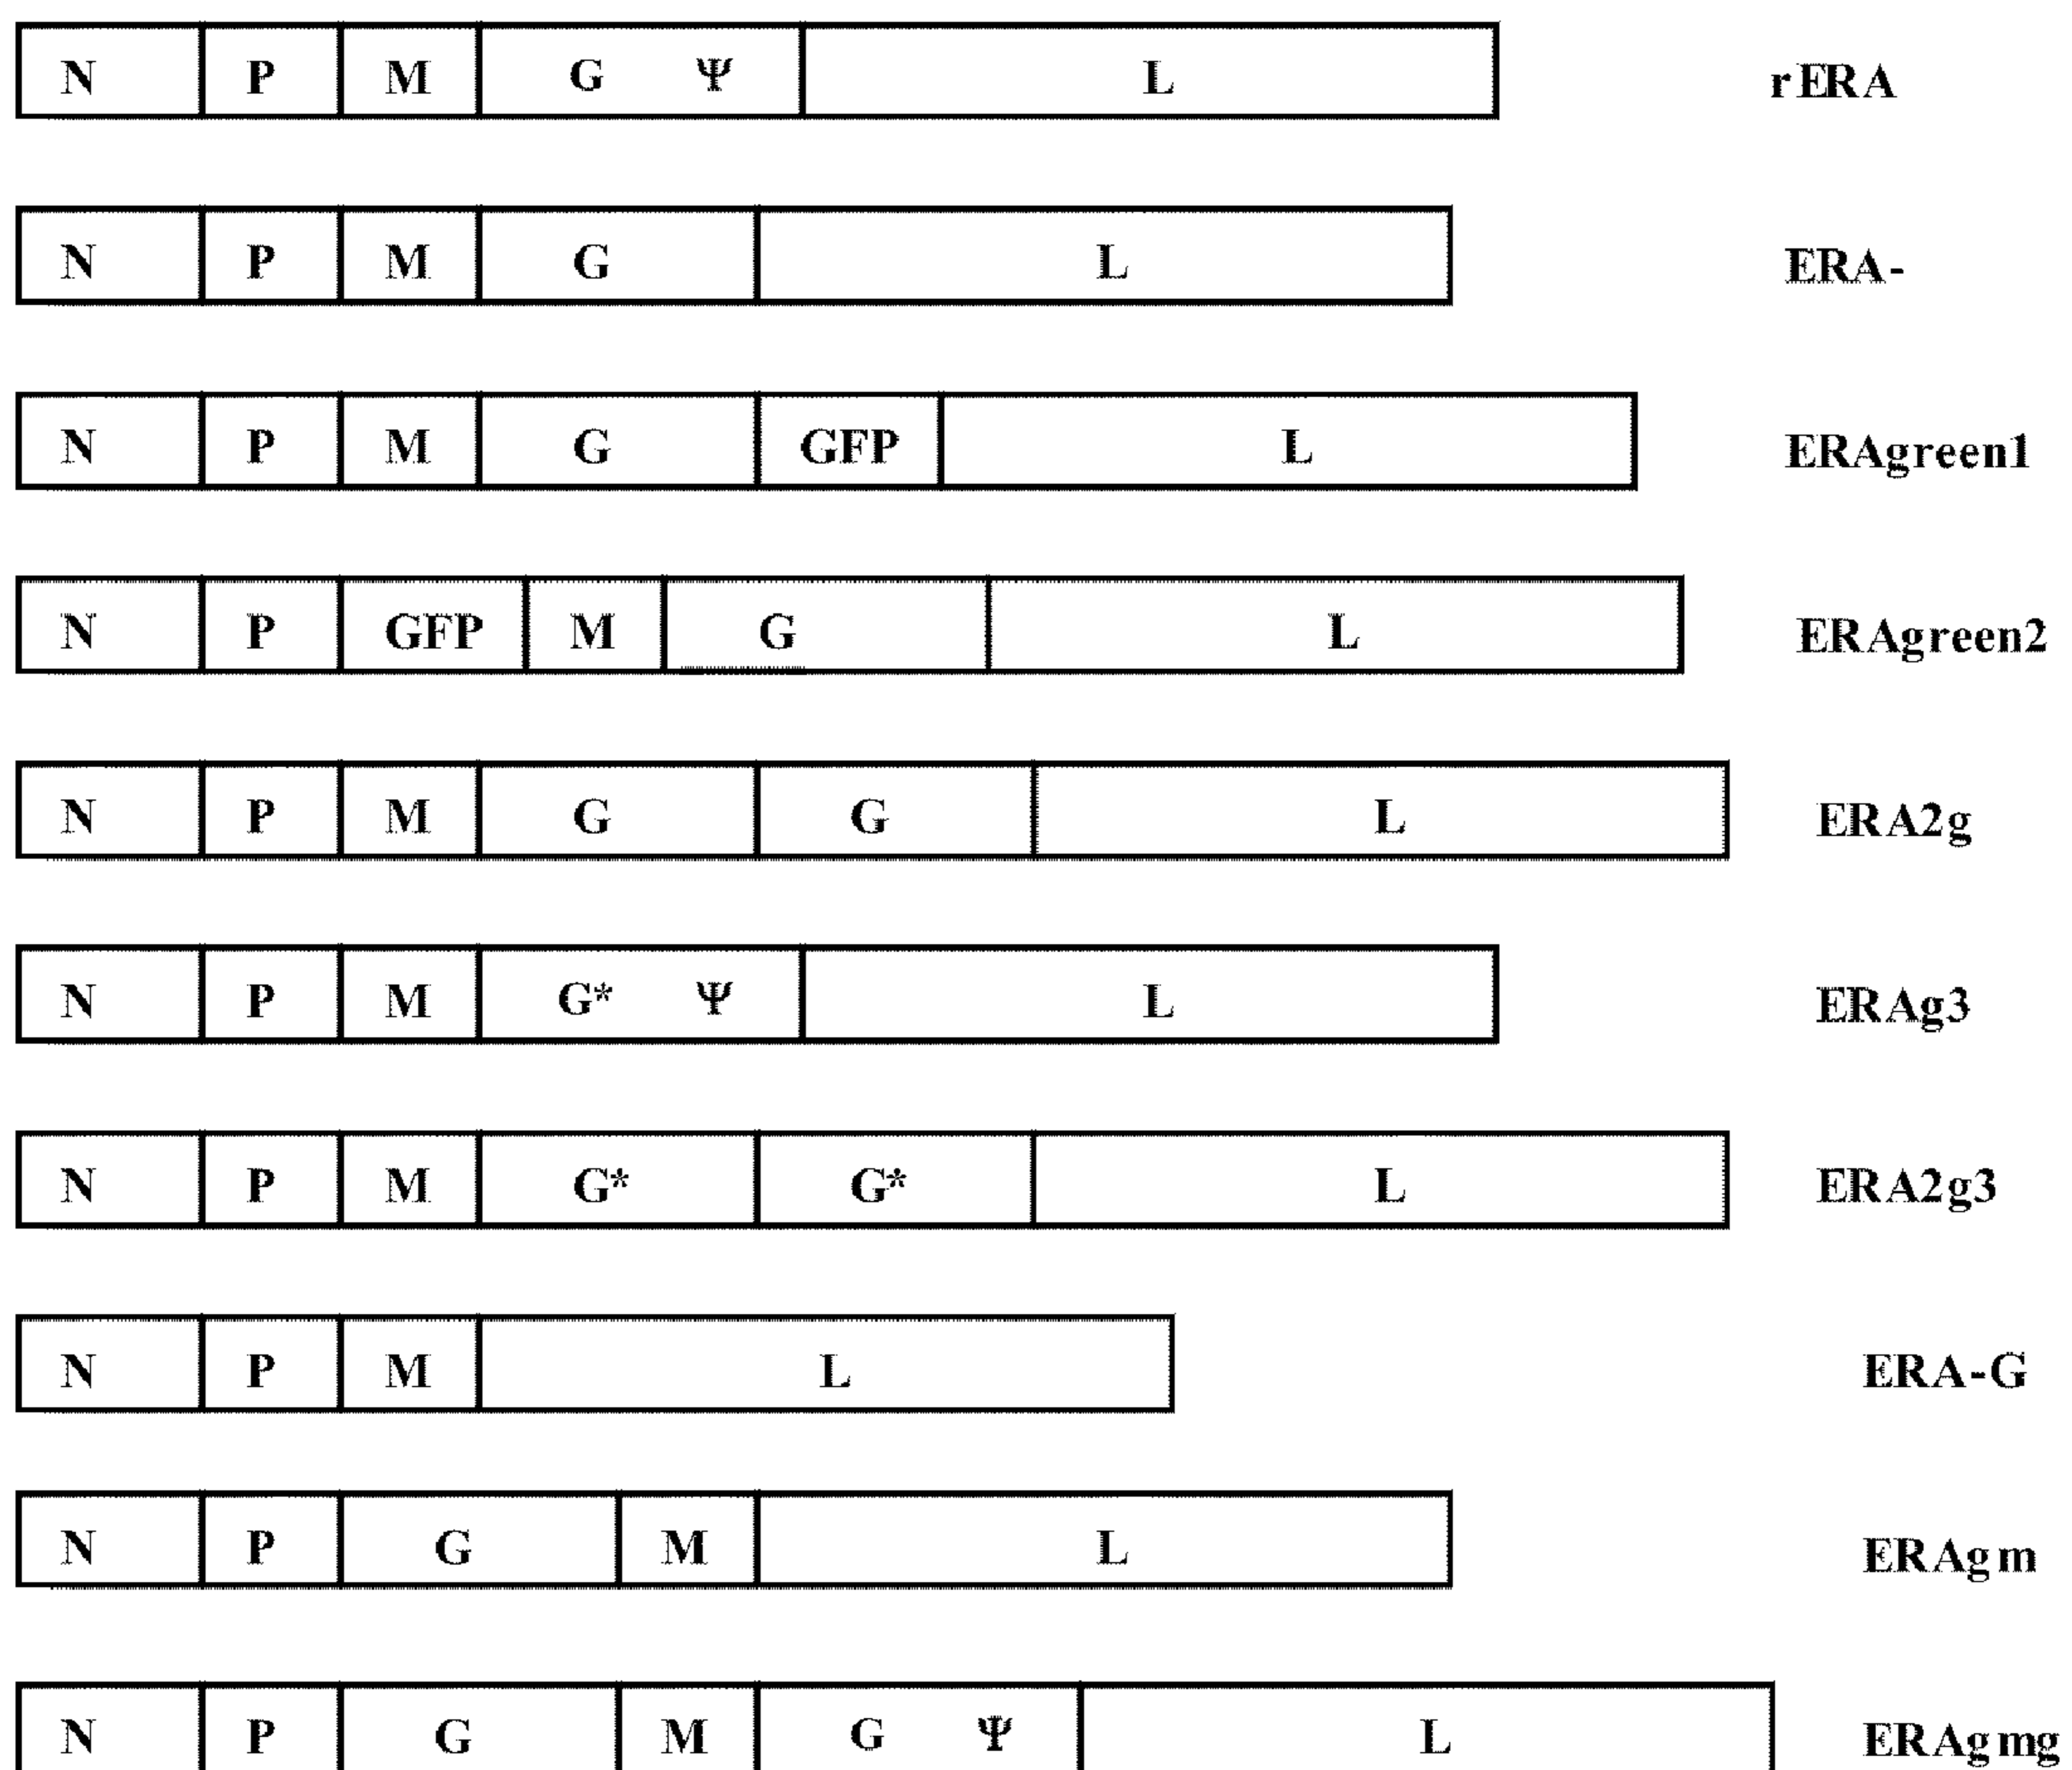 N P M G Ψ L rERA
N P M G L ERA-
N P M G GFP L ERAgreen1
N P GFP M G L ERAgreen2
N P M G G L ERA2g
N P M G* Ψ L ERAg3
N P M G* G* L ERA2g3
N P M L ERA-G
N P G M L ERAgm
N P G M G Ψ L ERAgmg